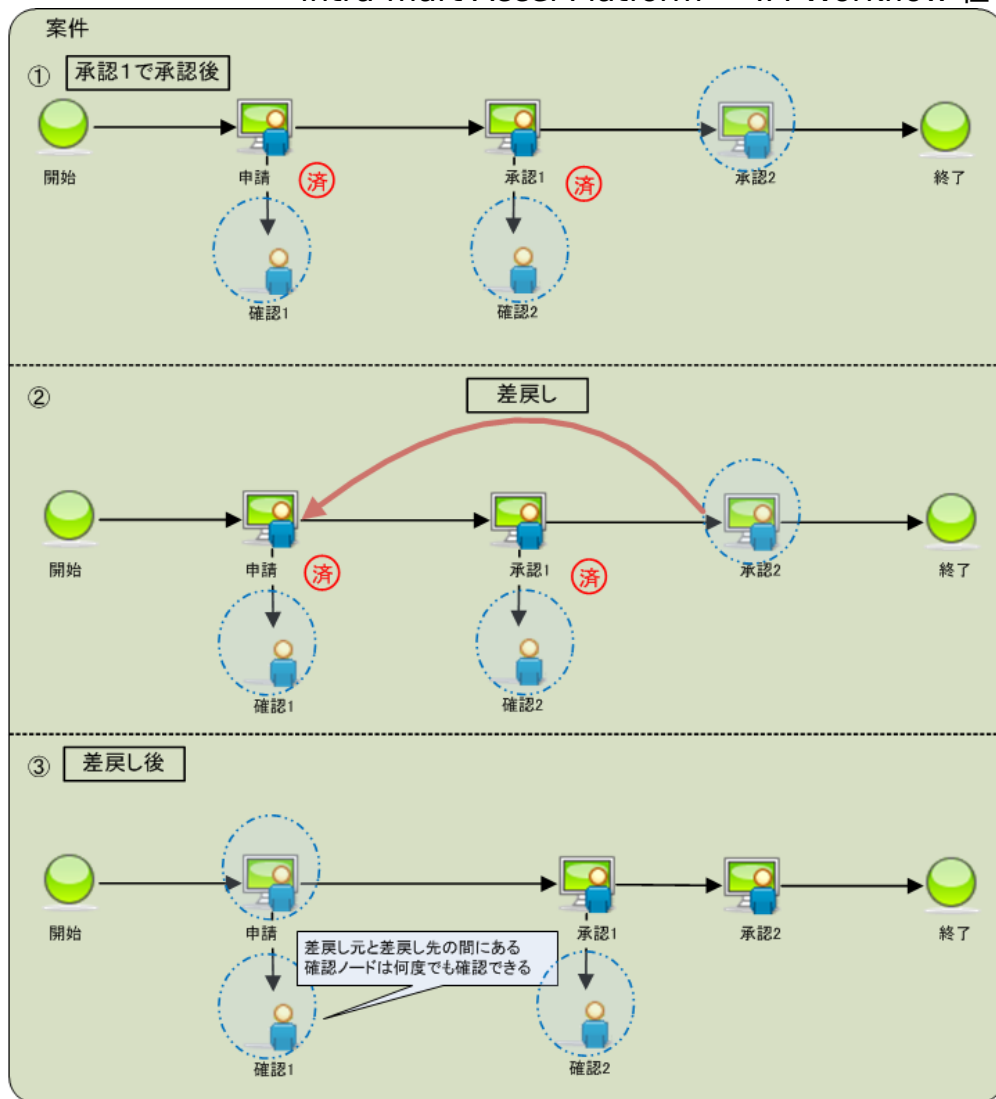 案件
① 承認1で承認後
開始 申請 済 承認1 済 承認2 終了
確認1 確認2
② 差戻し
開始 申請 済 承認1 済 承認2 終了
確認1 確認2
③ 差戻し後
開始 申請 承認1 承認2 終了
差戻し元と差戻し先の間にある
確認ノードは何度でも確認できる
確認1 確認2